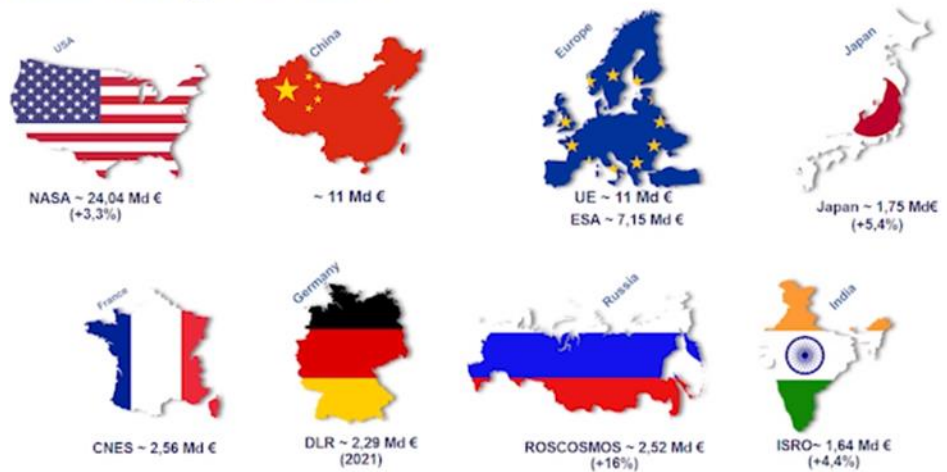 USA
China
Europe
Japan
NASA ~ 24,04 Md €
(+3,3%)
~ 11 Md €
UE ~ 11 Md €
ESA ~ 7,15 Md €
Japan ~ 1,75 Md€
(+5,4%)
France
Germany
Russia
India
CNES ~ 2,56 Md €
DLR ~ 2,29 Md €
(2021)
ROSCOSMOS ~ 2,52 Md €
(+16%)
ISRO~ 1,64 Md €
(+4,4%)